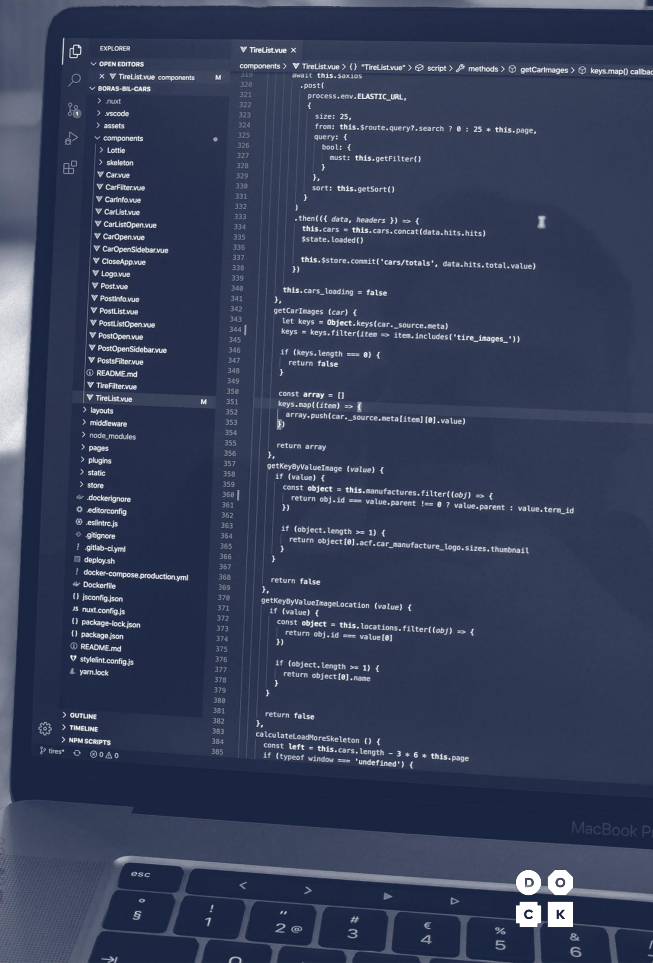 EXPLORER
OPEN EDITORS
TireList.vue components M
BORAS-BIL-CARS
.nuxt
.vscode
assets
components
Lottie
skeleton
Car.vue
CarFilter.vue
CarInfo.vue
CarList.vue
CarListOpen.vue
CarOpen.vue
CarOpenSidebar.vue
CloseApp.vue
Logo.vue
Post.vue
PostInfo.vue
PostList.vue
PostListOpen.vue
PostOpen.vue
PostOpenSidebar.vue
PostsFilter.vue
README.md
TireFilter.vue
TireList.vue M
layouts
middleware
node_modules
pages
plugins
static
store
.dockerignore
.editorconfig
.eslintrc.js
.gitignore
.gitlab-ci.yml
deploy.sh
docker-compose.production.yml
Dockerfile
jsconfig.json
nuxt.config.js
package-lock.json
package.json
README.md
stylelint.config.js
yarn.lock
OUTLINE
TIMELINE
NPM SCRIPTS
tires* 0 0
TireList.vue
components > TireList.vue > {} "TireList.vue" > script > methods > getCarImages > keys.map() callback
319 await this.$axios
320 .post(
321 process.env.ELASTIC_URL,
322 {
323 size: 25,
324 from: this.$route.query?.search ? 0 : 25 * this.page,
325 query: {
326 bool: {
327 must: this.getFilter()
328 }
329 },
330 sort: this.getSort()
331 }
332 )
333 .then(({ data, headers }) => {
334 this.cars = this.cars.concat(data.hits.hits)
335 $state.loaded()
336
337 this.$store.commit('cars/totals', data.hits.total.value)
338 })
339
340 this.cars_loading = false
341 },
342 getCarImages (car) {
343 let keys = Object.keys(car._source.meta)
344 keys = keys.filter(item => item.includes('tire_images_'))
345
346 if (keys.length === 0) {
347 return false
348 }
349
350 const array = []
351 keys.map((item) => {
352 array.push(car._source.meta[item][0].value)
353 })
354
355 return array
356 },
357 getKeyByValueImage (value) {
358 if (value) {
359 const object = this.manufactures.filter((obj) => {
360 return obj.id === value.parent !== 0 ? value.parent : value.term_id
361 })
362
363 if (object.length >= 1) {
364 return object[0].acf.car_manufacture_logo.sizes.thumbnail
365 }
366 }
367
368 return false
369 },
370 getKeyByValueImageLocation (value) {
371 if (value) {
372 const object = this.locations.filter((obj) => {
373 return obj.id === value[0]
374 })
375
376 if (object.length >= 1) {
377 return object[0].name
378 }
379 }
380
381 return false
382 },
383 calculateLoadMoreSkeleton () {
384 const left = this.cars.length - 3 * 6 * this.page
385 if (typeof window === 'undefined') {
MacBook Pr
esc
° § ! 1 " 2 @ # 3 € 4 % 5 & 6 /
DO
CK